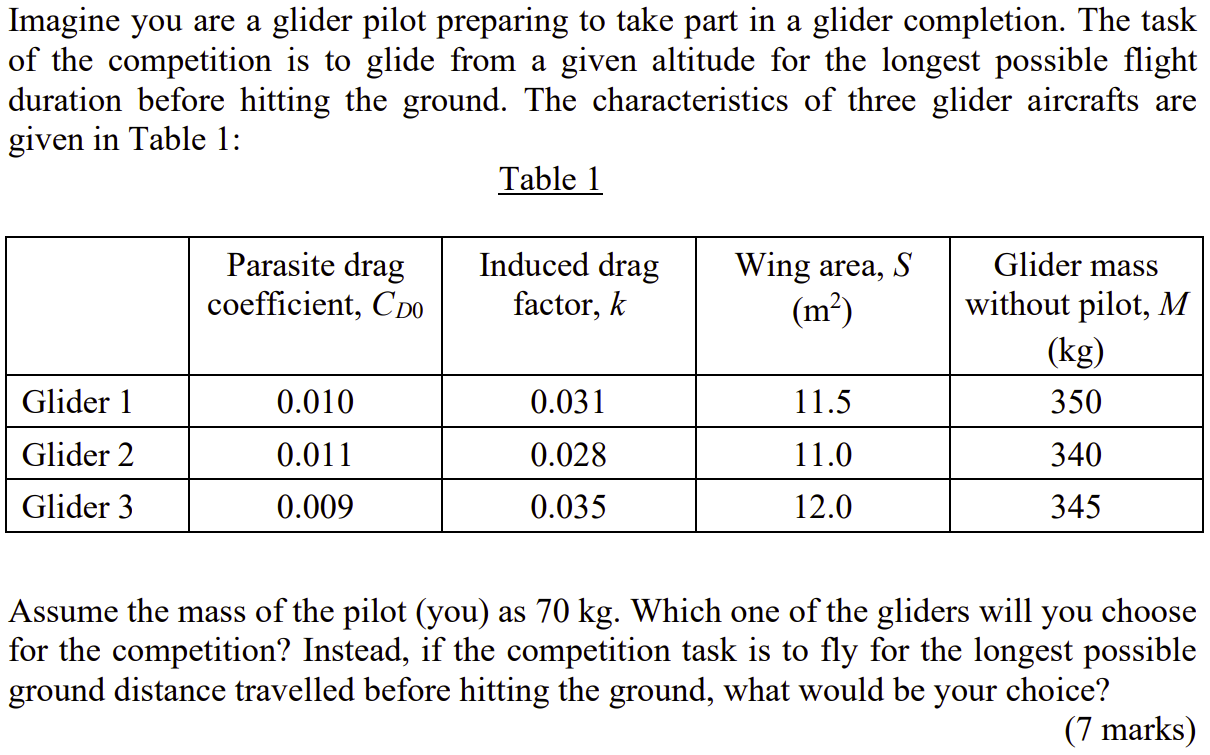 Imagine you are a glider pilot preparing to take part in a glider completion. The task
of the competition is to glide from a given altitude for the longest possible flight
duration before hitting the ground. The characteristics of three glider aircrafts are
given in Table 1:
Table 1
Parasite drag coefficient, C_D0 Induced drag factor, k Wing area, S (m²) Glider mass without pilot, M (kg)
Glider 1 0.010 0.031 11.5 350
Glider 2 0.011 0.028 11.0 340
Glider 3 0.009 0.035 12.0 345
Assume the mass of the pilot (you) as 70 kg. Which one of the gliders will you choose
for the competition? Instead, if the competition task is to fly for the longest possible
ground distance travelled before hitting the ground, what would be your choice?
(7 marks)